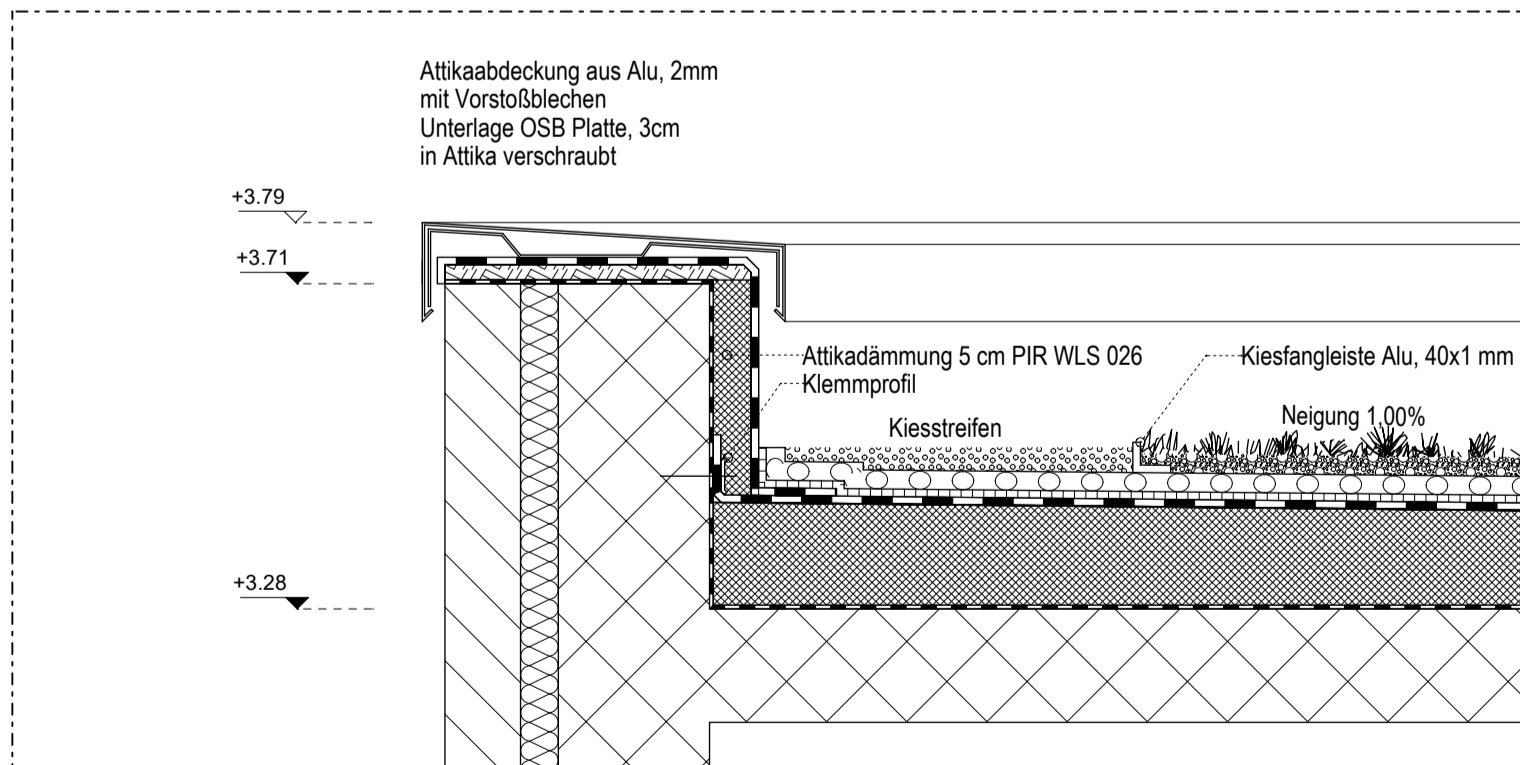 Attikaabdeckung aus Alu, 2mm
mit Vorstoßblechen
Unterlage OSB Platte, 3cm
in Attika verschraubt
+3.79
+3.71
Attikadämmung 5 cm PIR WLS 026
Klemmprofil
Kiesfangleiste Alu, 40x1 mm
Kiesstreifen
Neigung 1,00%
+3.28